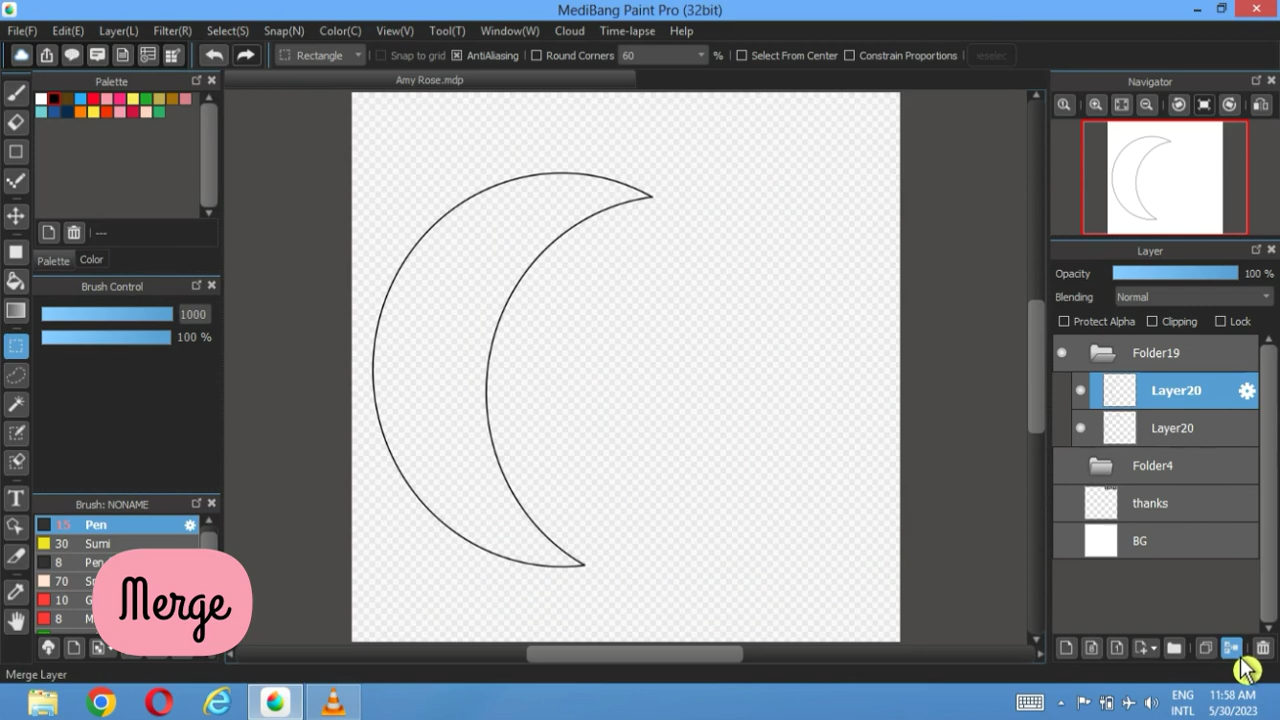 MediBang Paint Pro (32bit)
File(F) Edit(E) Layer(L) Filter(R) Select(S) Snap(N) Color(C) View(V) Tool(T) Window(W) Cloud Time-lapse Help
Rectangle Snap to grid AntiAliasing Round Corners 60 % Select From Center Constrain Proportions reselect
Palette Amy Rose.mdp Navigator
---
Palette Color
Brush Control
1000
100 %
Brush: NONAME
15 Pen
30 Sumi
8 Pen
70
10
8
Merge
Layer
Opacity 100 %
Blending Normal
Protect Alpha Clipping Lock
Folder19
Layer20
Layer20
Folder4
thanks
BG
Merge Layer
ENG
INTL
11:58 AM
5/30/2023